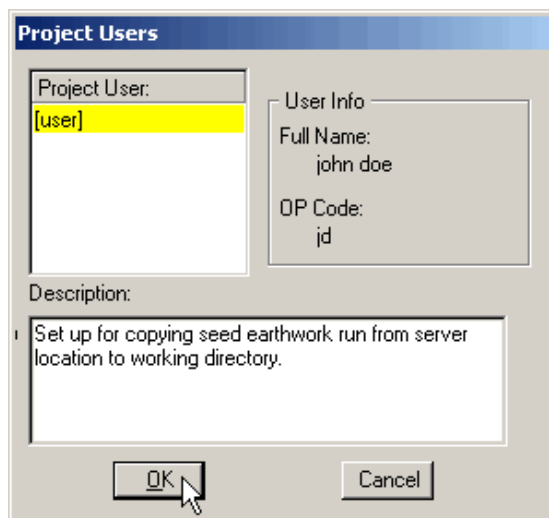 Project Users
Project User:
[user]
User Info
Full Name:
john doe
OP Code:
jd
Description:
Set up for copying seed earthwork run from server
location to working directory.
OK
Cancel